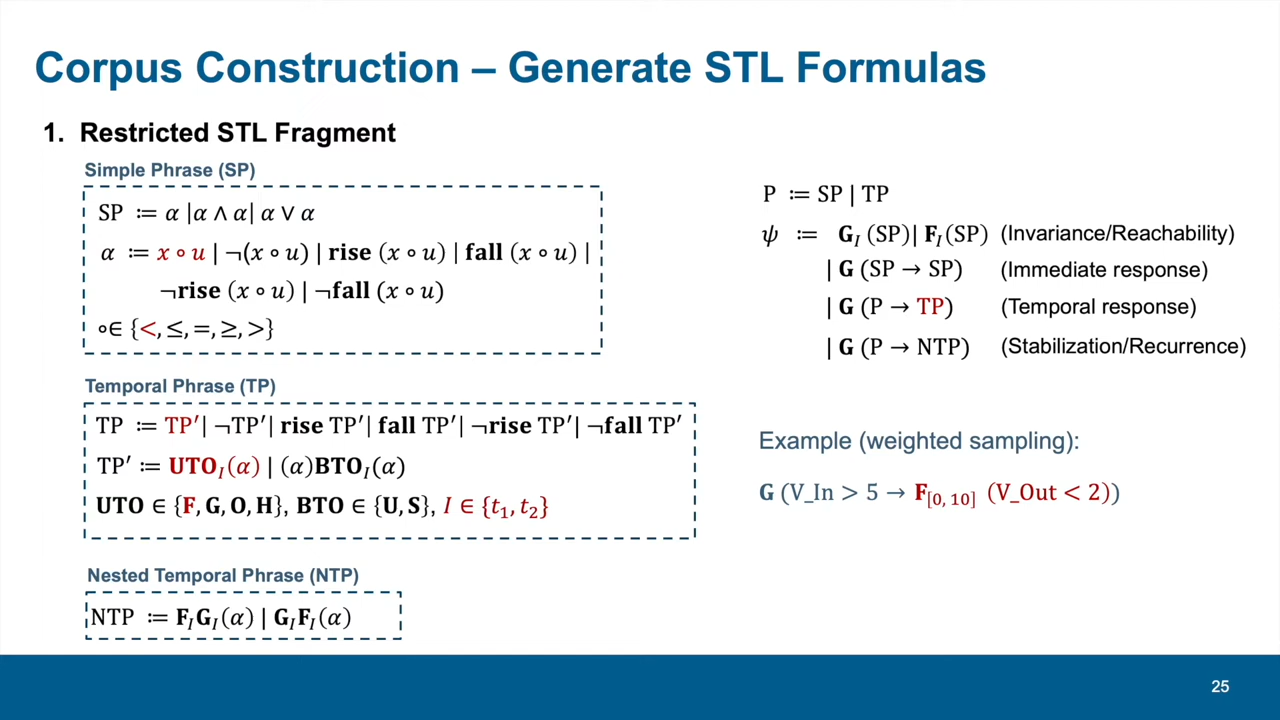 Corpus Construction – Generate STL Formulas
1. Restricted STL Fragment
Simple Phrase (SP)
SP ≔ α |α ∧ α| α ∨ α
α ≔ x ∘ u | ¬(x ∘ u) | rise (x ∘ u) | fall (x ∘ u) |
¬rise (x ∘ u) | ¬fall (x ∘ u)
∘∈ {<, ≤, =, ≥, >}
Temporal Phrase (TP)
TP ≔ TP′| ¬TP′| rise TP′| fall TP′| ¬rise TP′| ¬fall TP′
TP′ ≔ UTO_I(α) | (α)BTO_I(α)
UTO ∈ {F, G, O, H}, BTO ∈ {U, S}, I ∈ {t₁, t₂}
Nested Temporal Phrase (NTP)
NTP ≔ F_I G_I(α) | G_I F_I(α)
P ≔ SP | TP
ψ ≔ G_I (SP)| F_I(SP) (Invariance/Reachability)
| G (SP → SP) (Immediate response)
| G (P → TP) (Temporal response)
| G (P → NTP) (Stabilization/Recurrence)
Example (weighted sampling):
G (V_In > 5 → F_[0, 10] (V_Out < 2))
25